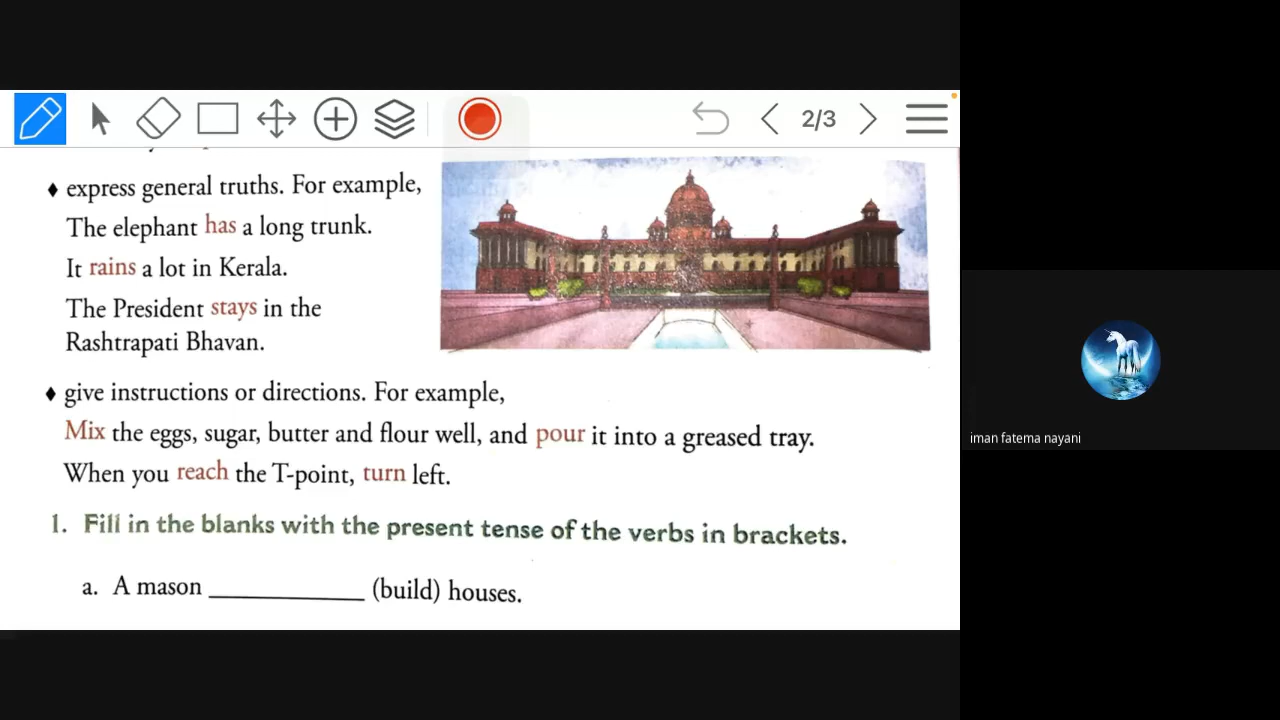 2/3
♦ express general truths. For example,
The elephant has a long trunk.
It rains a lot in Kerala.
The President stays in the
Rashtrapati Bhavan.
♦ give instructions or directions. For example,
Mix the eggs, sugar, butter and flour well, and pour it into a greased tray.
When you reach the T-point, turn left.
1. Fill in the blanks with the present tense of the verbs in brackets.
a. A mason ____________ (build) houses.
iman fatema nayani